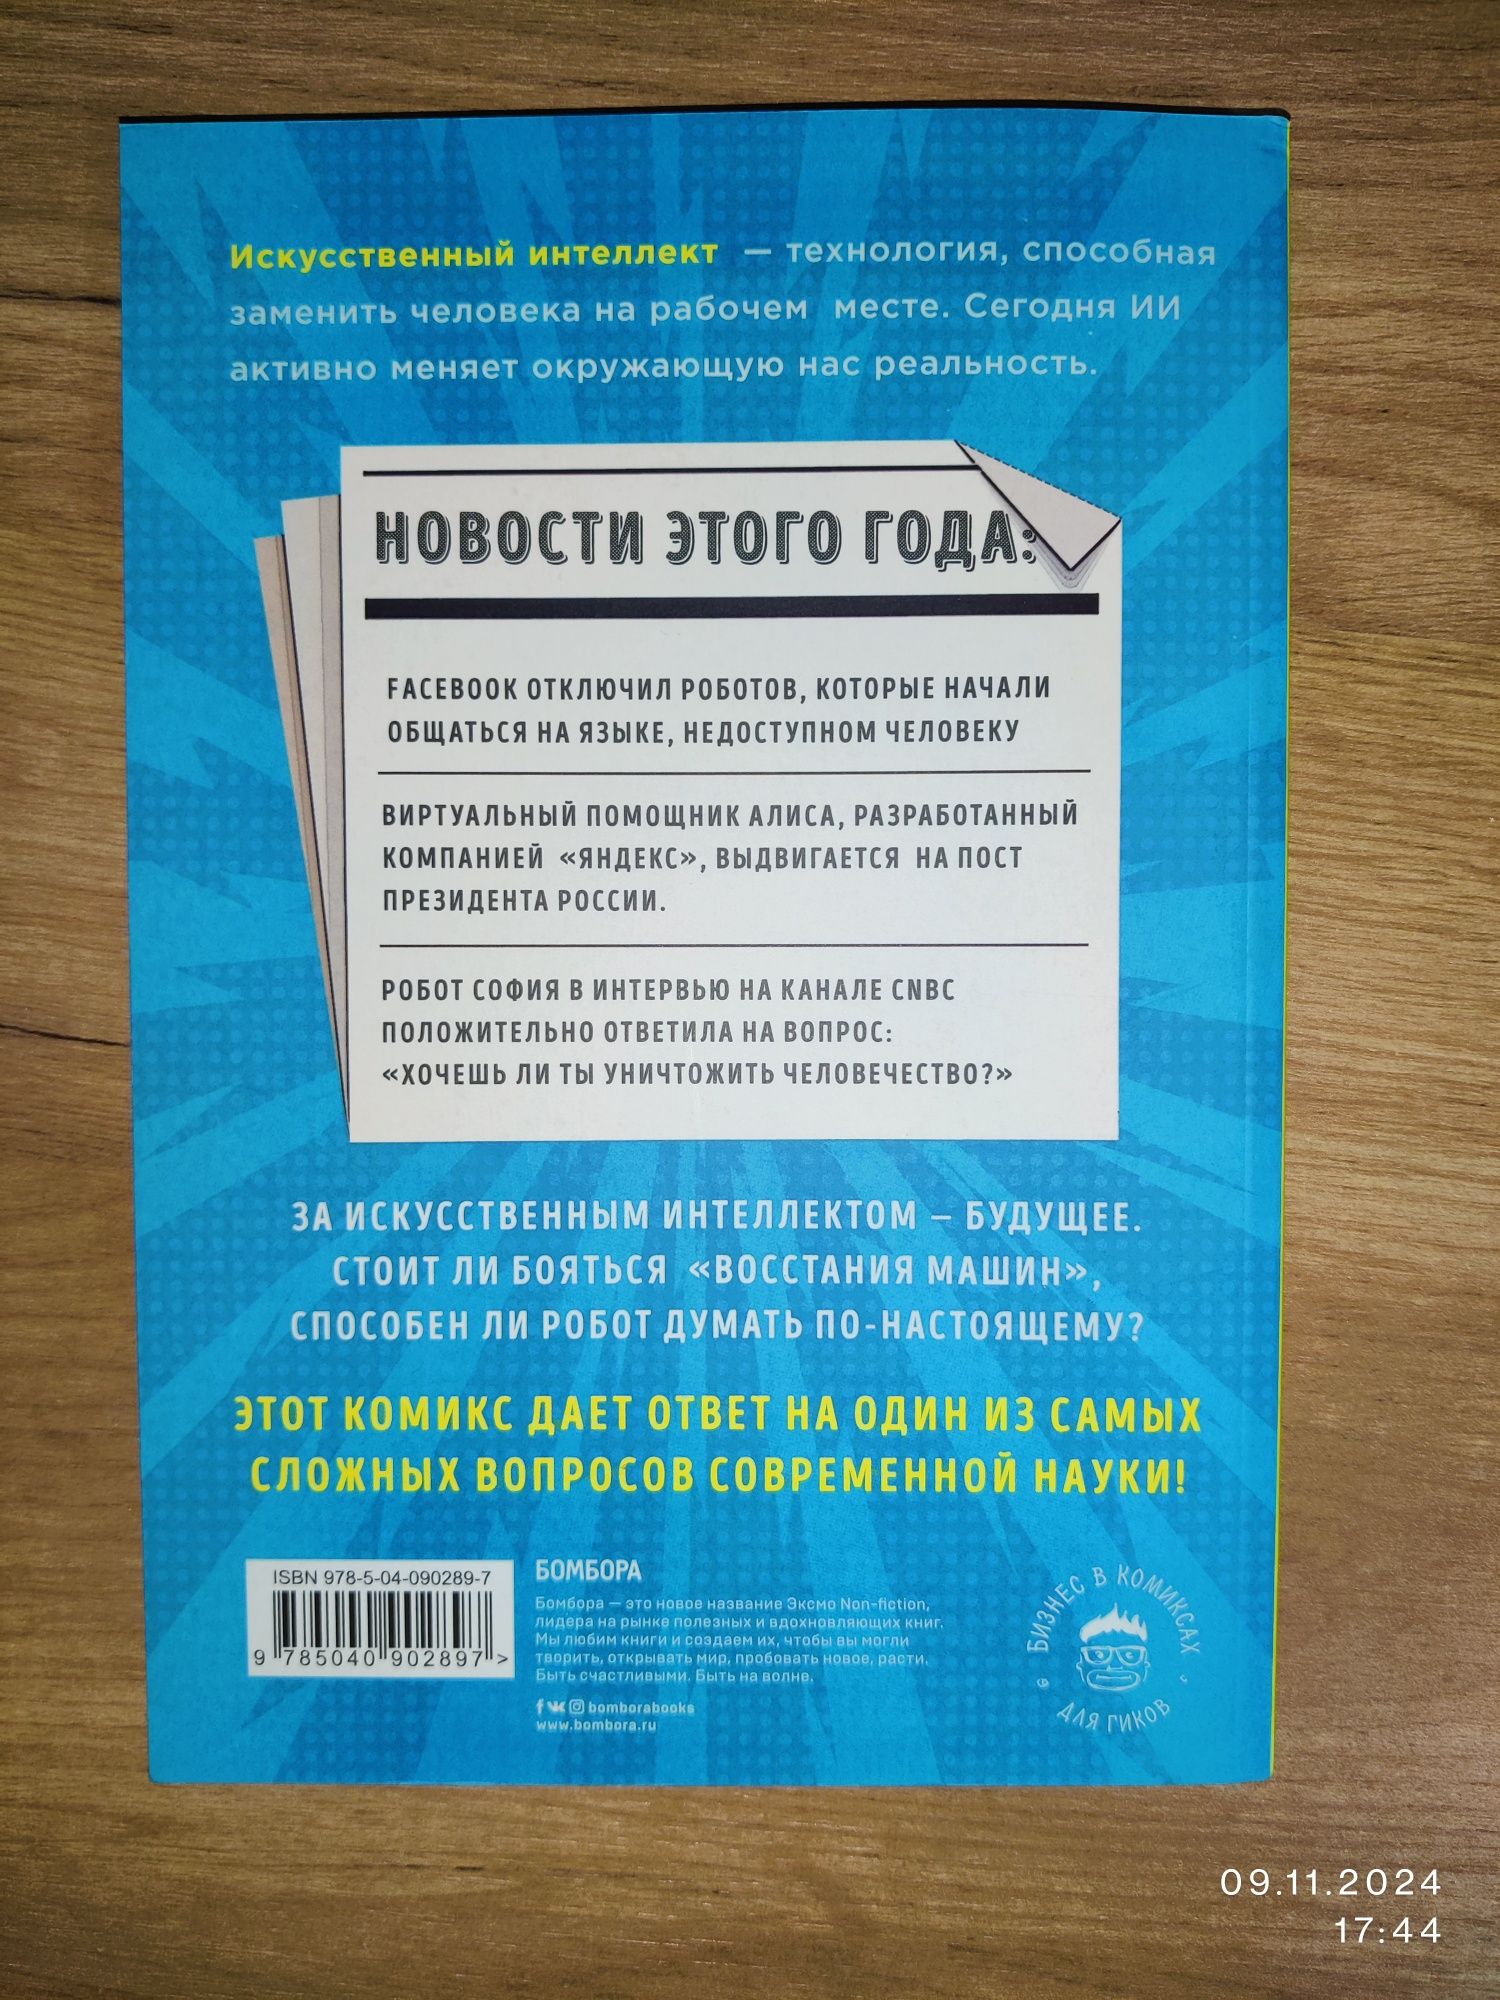 Искусственный интеллект — технология, способная
заменить человека на рабочем месте. Сегодня ИИ
активно меняет окружающую нас реальность.
НОВОСТИ ЭТОГО ГОДА:
FACEBOOK ОТКЛЮЧИЛ РОБОТОВ, КОТОРЫЕ НАЧАЛИ
ОБЩАТЬСЯ НА ЯЗЫКЕ, НЕДОСТУПНОМ ЧЕЛОВЕКУ
ВИРТУАЛЬНЫЙ ПОМОЩНИК АЛИСА, РАЗРАБОТАННЫЙ
КОМПАНИЕЙ «ЯНДЕКС», ВЫДВИГАЕТСЯ НА ПОСТ
ПРЕЗИДЕНТА РОССИИ.
РОБОТ СОФИЯ В ИНТЕРВЬЮ НА КАНАЛЕ CNBC
ПОЛОЖИТЕЛЬНО ОТВЕТИЛА НА ВОПРОС:
«ХОЧЕШЬ ЛИ ТЫ УНИЧТОЖИТЬ ЧЕЛОВЕЧЕСТВО?»
ЗА ИСКУССТВЕННЫМ ИНТЕЛЛЕКТОМ – БУДУЩЕЕ.
СТОИТ ЛИ БОЯТЬСЯ «ВОССТАНИЯ МАШИН»,
СПОСОБЕН ЛИ РОБОТ ДУМАТЬ ПО-НАСТОЯЩЕМУ?
ЭТОТ КОМИКС ДАЕТ ОТВЕТ НА ОДИН ИЗ САМЫХ
СЛОЖНЫХ ВОПРОСОВ СОВРЕМЕННОЙ НАУКИ!
ISBN 978-5-04-090289-7
9 785040 902897 >
БОМБОРА
Бомбора — это новое название Эксмо Non-fiction,
лидера на рынке полезных и вдохновляющих книг.
Мы любим книги и создаем их, чтобы вы могли
творить, открывать мир, пробовать новое, расти.
Быть счастливыми. Быть на волне.
bomborabooks
www.bombora.ru
БИЗНЕС В КОМИКСАХ
ДЛЯ ГИКОВ
09.11.2024
17:44